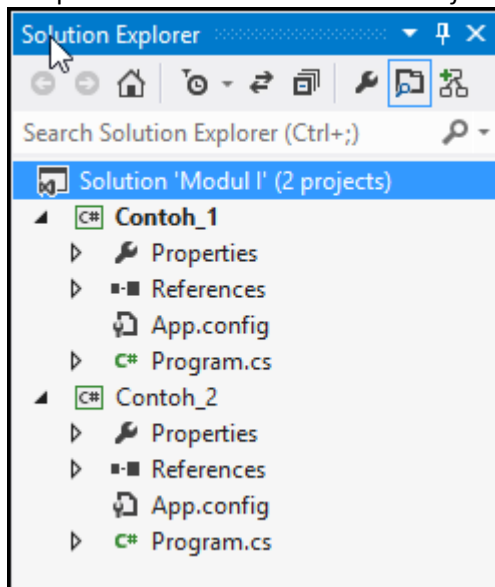 Solution Explorer
Search Solution Explorer (Ctrl+;)
Solution 'Modul I' (2 projects)
C# Contoh_1
Properties
References
App.config
C# Program.cs
C# Contoh_2
Properties
References
App.config
C# Program.cs